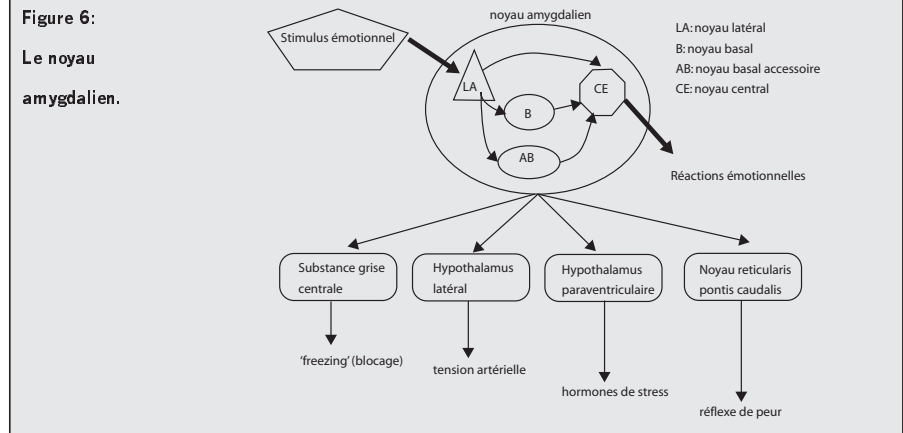 Figure 6:
Le noyau
amygdalien.
noyau amygdalien
Stimulus émotionnel
LA: noyau latéral
B: noyau basal
AB: noyau basal accessoire
CE: noyau central
LA
CE
B
AB
Réactions émotionnelles
Substance grise
centrale
Hypothalamus
latéral
Hypothalamus
paraventriculaire
Noyau reticularis
pontis caudalis
'freezing' (blocage)
tension artérielle
hormones de stress
réflexe de peur